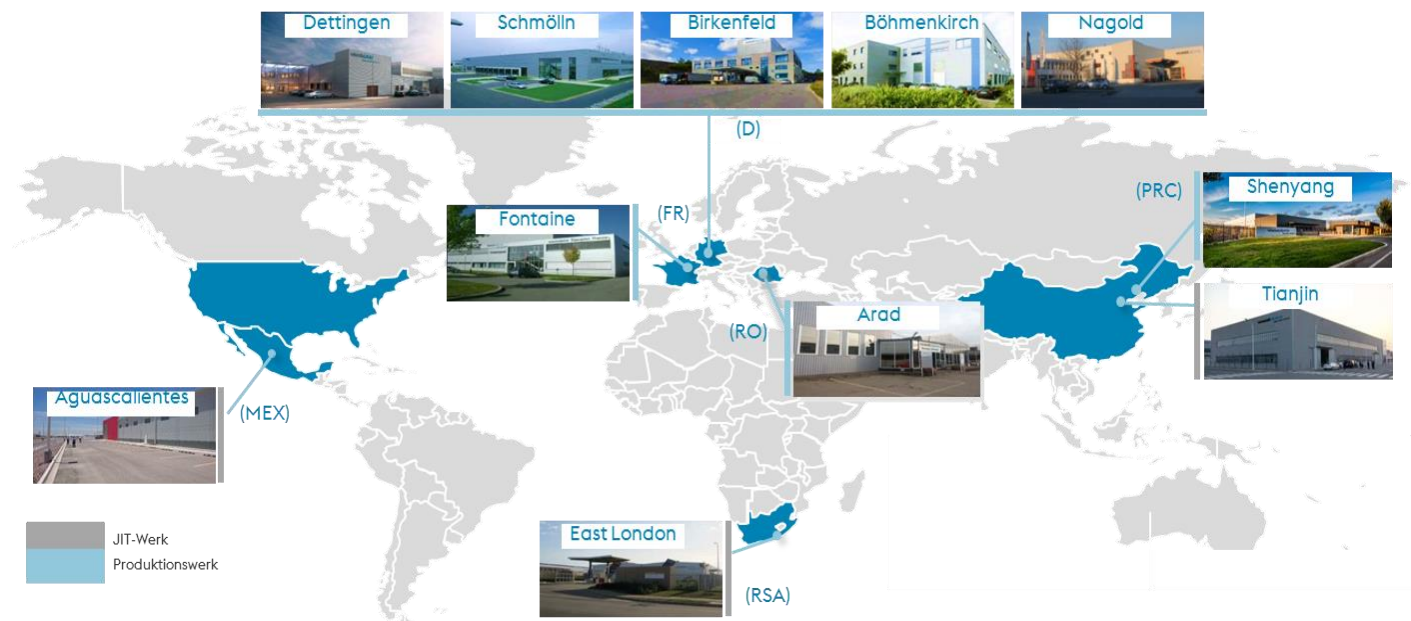 Dettingen
Schmölln
Birkenfeld
Böhmenkirch
Nagold
(D)
(PRC)
Shenyang
Fontaine
(FR)
Tianjin
Arad
(RO)
Aguascalientes
(MEX)
East London
JIT-Werk
Produktionswerk
(RSA)